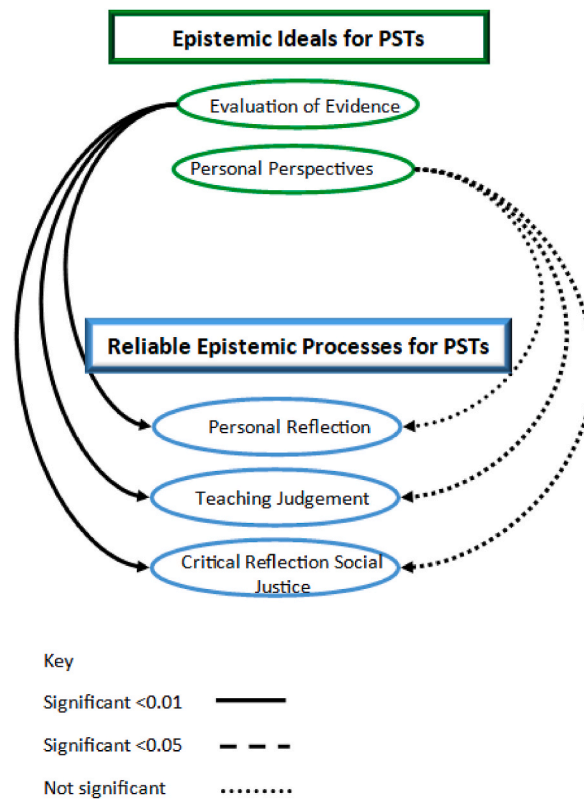 Epistemic Ideals for PSTs
Evaluation of Evidence
Personal Perspectives
Reliable Epistemic Processes for PSTs
Personal Reflection
Teaching Judgement
Critical Reflection Social
Justice
Key
Significant <0.01
Significant <0.05
Not significant